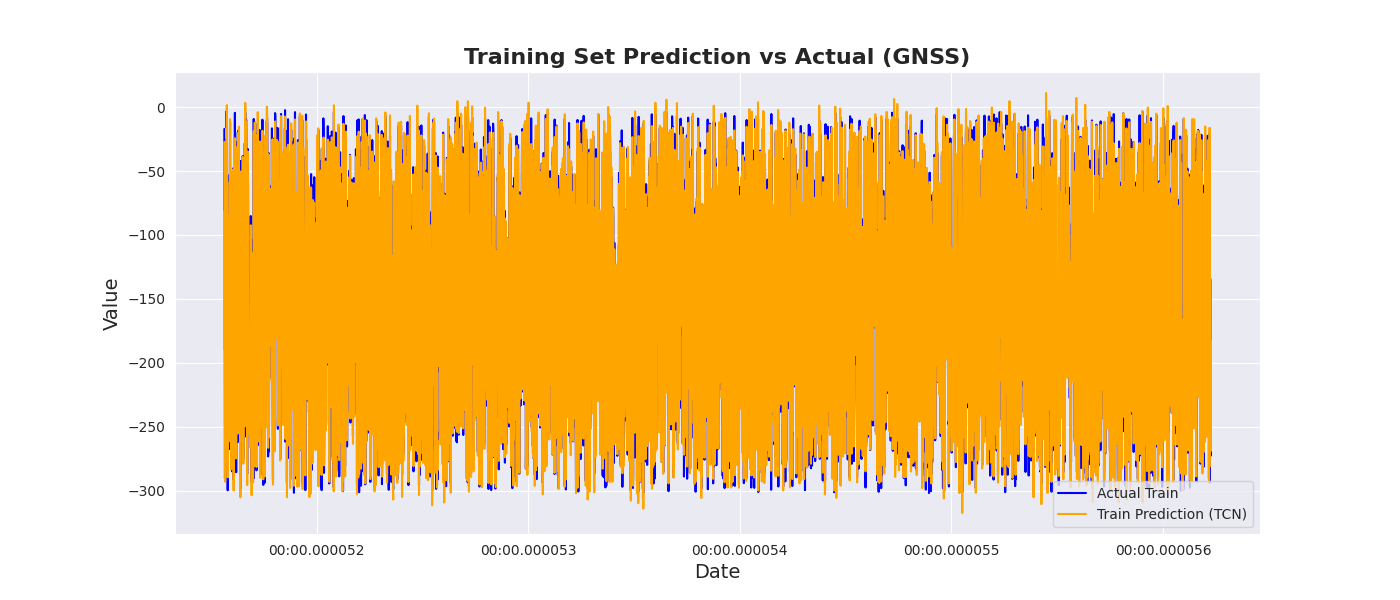 Training Set Prediction vs Actual (GNSS)
Value
0
−50
−100
−150
−200
−250
−300
Actual Train
Train Prediction (TCN)
00:00.000052 00:00.000053 00:00.000054 00:00.000055 00:00.000056
Date